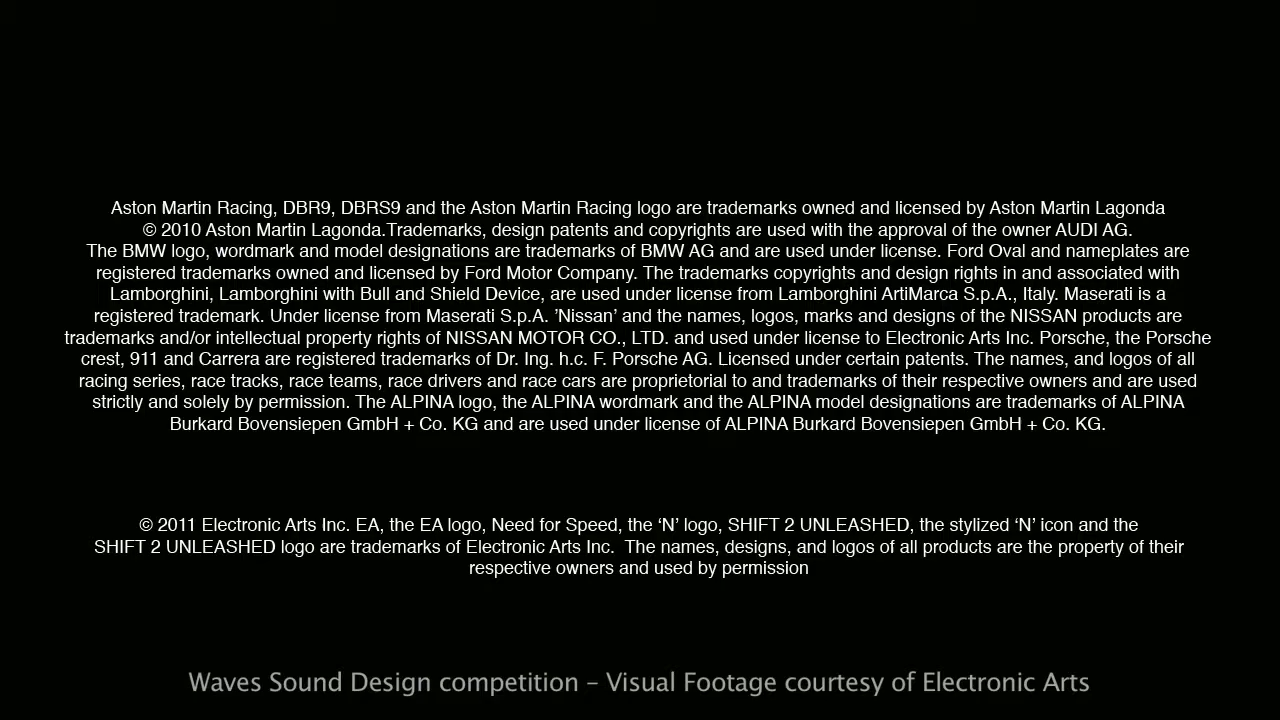 Aston Martin Racing, DBR9, DBRS9 and the Aston Martin Racing logo are trademarks owned and licensed by Aston Martin Lagonda
© 2010 Aston Martin Lagonda.Trademarks, design patents and copyrights are used with the approval of the owner AUDI AG.
The BMW logo, wordmark and model designations are trademarks of BMW AG and are used under license. Ford Oval and nameplates are
registered trademarks owned and licensed by Ford Motor Company. The trademarks copyrights and design rights in and associated with
Lamborghini, Lamborghini with Bull and Shield Device, are used under license from Lamborghini ArtiMarca S.p.A., Italy. Maserati is a
registered trademark. Under license from Maserati S.p.A. ’Nissan’ and the names, logos, marks and designs of the NISSAN products are
trademarks and/or intellectual property rights of NISSAN MOTOR CO., LTD. and used under license to Electronic Arts Inc. Porsche, the Porsche
crest, 911 and Carrera are registered trademarks of Dr. Ing. h.c. F. Porsche AG. Licensed under certain patents. The names, and logos of all
racing series, race tracks, race teams, race drivers and race cars are proprietorial to and trademarks of their respective owners and are used
strictly and solely by permission. The ALPINA logo, the ALPINA wordmark and the ALPINA model designations are trademarks of ALPINA
Burkard Bovensiepen GmbH + Co. KG and are used under license of ALPINA Burkard Bovensiepen GmbH + Co. KG.
© 2011 Electronic Arts Inc. EA, the EA logo, Need for Speed, the ‘N’ logo, SHIFT 2 UNLEASHED, the stylized ‘N’ icon and the
SHIFT 2 UNLEASHED logo are trademarks of Electronic Arts Inc.  The names, designs, and logos of all products are the property of their
respective owners and used by permission
Waves Sound Design competition – Visual Footage courtesy of Electronic Arts